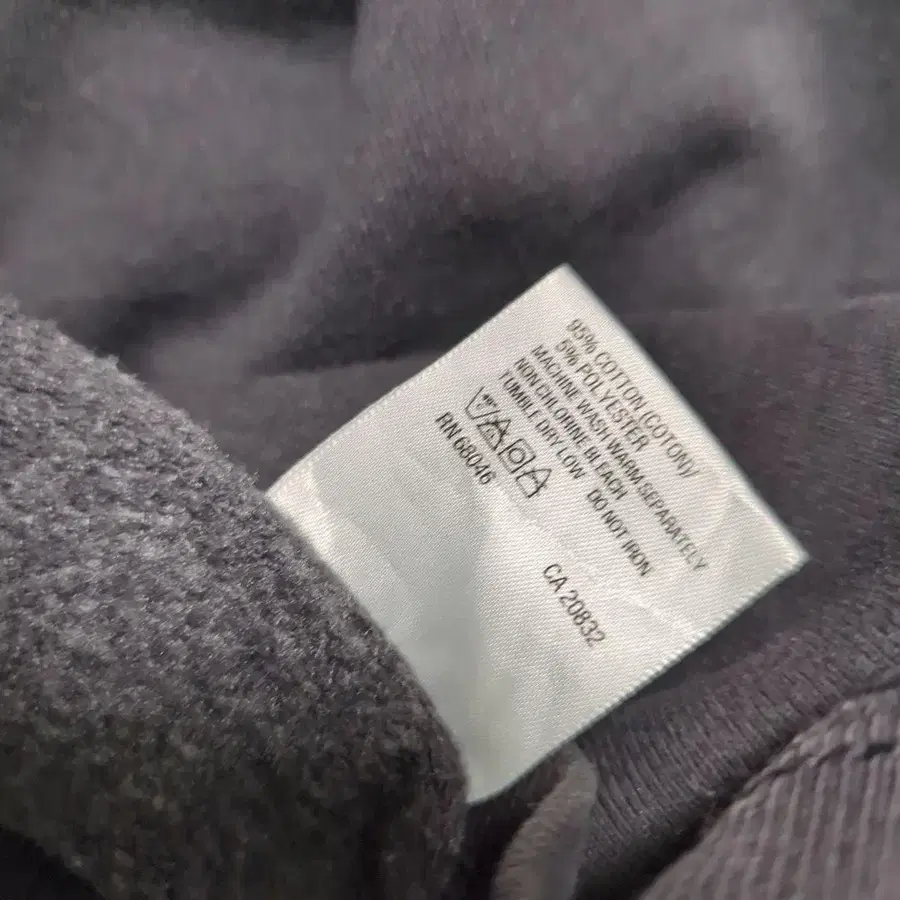 95% COTTON (COTON)/
5% POLYESTER
MACHINE WASH WARM SEPARATELY
NON CHLORINE BLEACH
TUMBLE DRY LOW DO NOT IRON
RN 68046 CA 20832